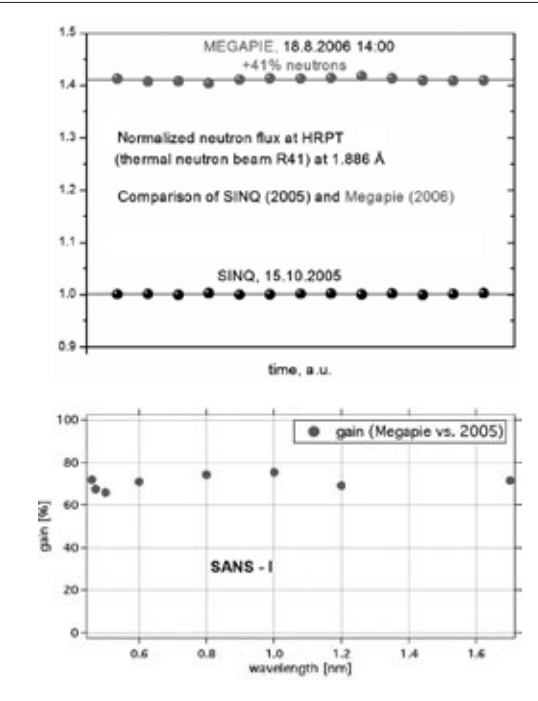 1.5
MEGAPIE, 18.8.2006 14:00
+41% neutrons
1.4
1.3
Normalized neutron flux at HRPT
(thermal neutron beam R41) at 1.886 Å
1.2
Comparison of SINQ (2005) and Megapie (2006)
1.1
SINQ, 15.10.2005
1.0
0.9
time, a.u.
100
gain (Megapie vs. 2005)
80
60
gain [%]
40
SANS - I
20
0
0.6 0.8 1.0 1.2 1.4 1.6
wavelength [nm]